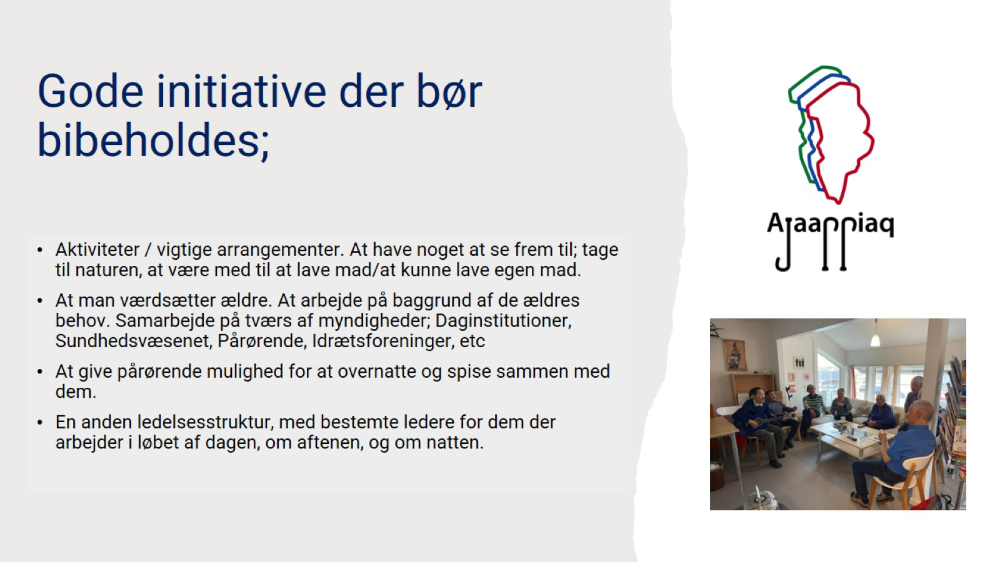 Gode initiative der bør
bibeholdes;
• Aktiviteter / vigtige arrangementer. At have noget at se frem til; tage
til naturen, at være med til at lave mad/at kunne lave egen mad.
• At man værdsætter ældre. At arbejde på baggrund af de ældres
behov. Samarbejde på tværs af myndigheder; Daginstitutioner,
Sundhedsvæsenet, Pårørende, Idrætsforeninger, etc
• At give pårørende mulighed for at overnatte og spise sammen med
dem.
• En anden ledelsesstruktur, med bestemte ledere for dem der
arbejder i løbet af dagen, om aftenen, og om natten.
Ajaappiaq